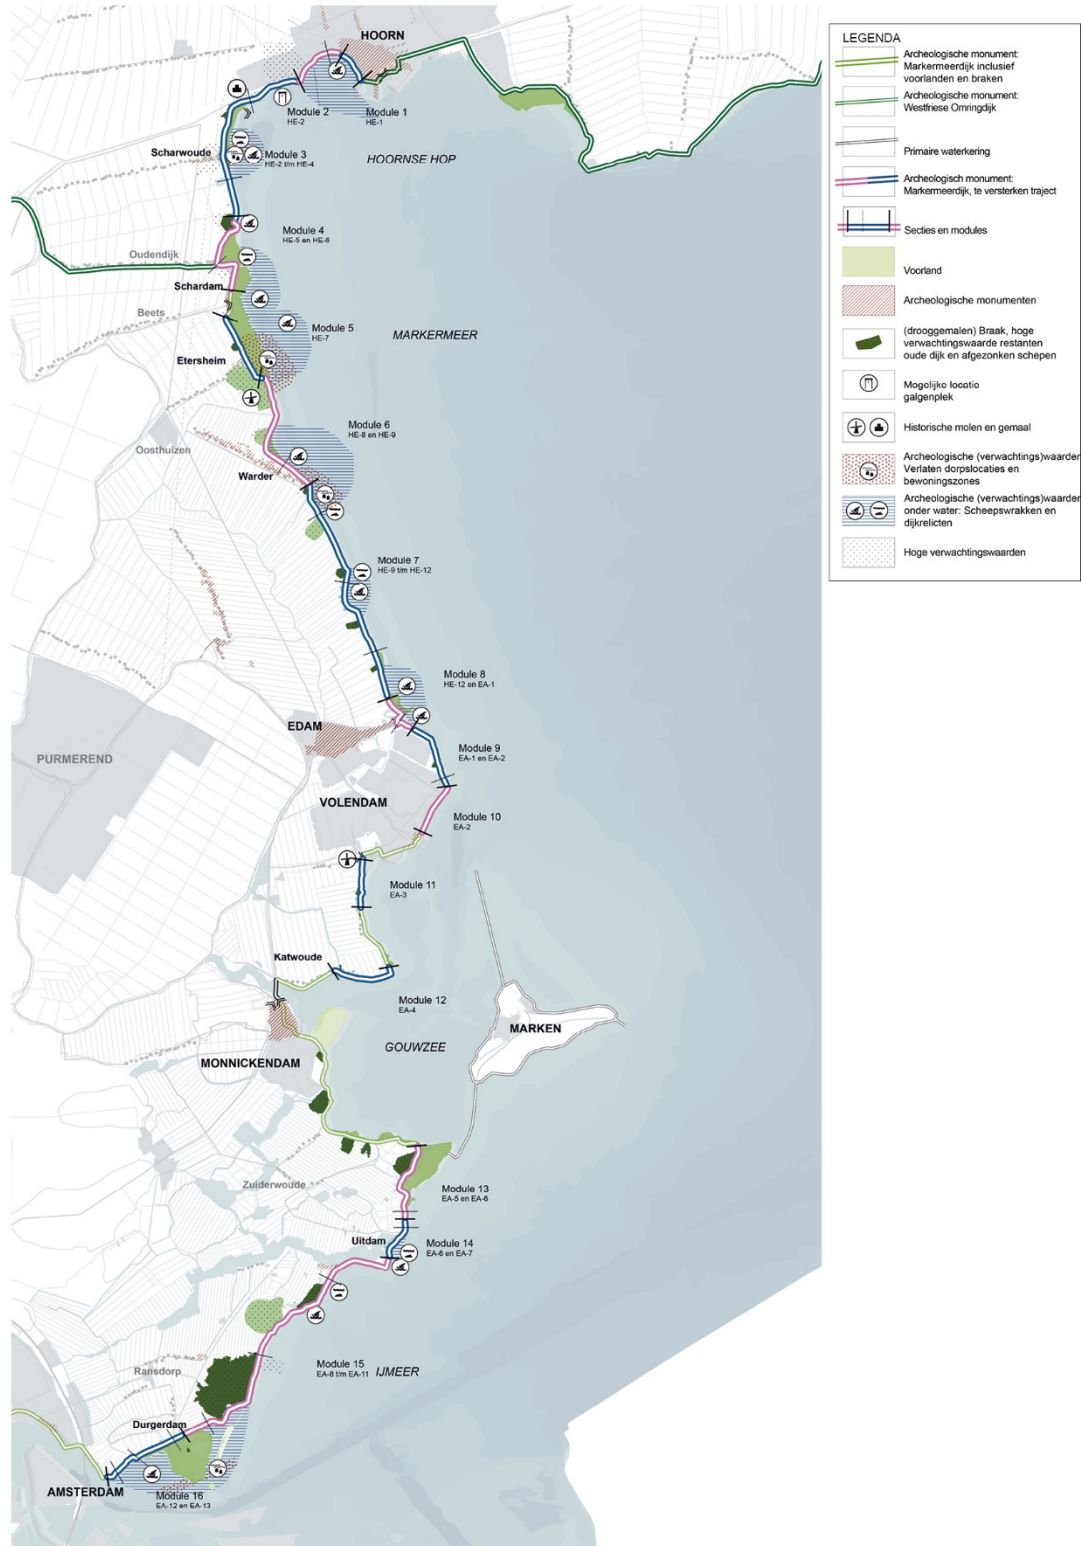 HOORN
Module 2
HE-2
Module 1
HE-1
Scharwoude
Module 3
HE-2 t/m HE-4
HOORNSE HOP
Module 4
HE-5 en HE-6
Oudendijk
Schardam
Beets
Module 5
HE-7
MARKERMEER
Etersheim
Module 6
HE-8 en HE-9
Oosthuizen
Warder
Module 7
HE-9 t/m HE-12
Module 8
HE-12 en EA-1
EDAM
Module 9
EA-1 en EA-2
PURMEREND
VOLENDAM
Module 10
EA-2
Module 11
EA-3
Katwoude
Module 12
EA-4
MARKEN
GOUWZEE
MONNICKENDAM
Zuiderwoude
Module 13
EA-5 en EA-6
Uitdam
Module 14
EA-6 en EA-7
Ransdorp
Module 15
EA-8 t/m EA-11
IJMEER
Durgerdam
AMSTERDAM
Module 16
EA-12 en EA-13
LEGENDA
Archeologische monument:
Markermeerdijk inclusief
voorlanden en braken
Archeologische monument:
Westfriese Omringdijk
Primaire waterkering
Archeologisch monument:
Markermeerdijk, te versterken traject
Secties en modules
Voorland
Archeologische monumenten
(drooggemalen) Braak, hoge
verwachtingswaarde restanten
oude dijk en afgezonken schepen
Mogelijke locatie
galgenplek
Historische molen en gemaal
Archeologische (verwachtings)waarden
Verlaten dorpslocaties en
bewoningszones
Archeologische (verwachtings)waarden
onder water: Scheepswrakken en
dijkrelicten
Hoge verwachtingswaarden